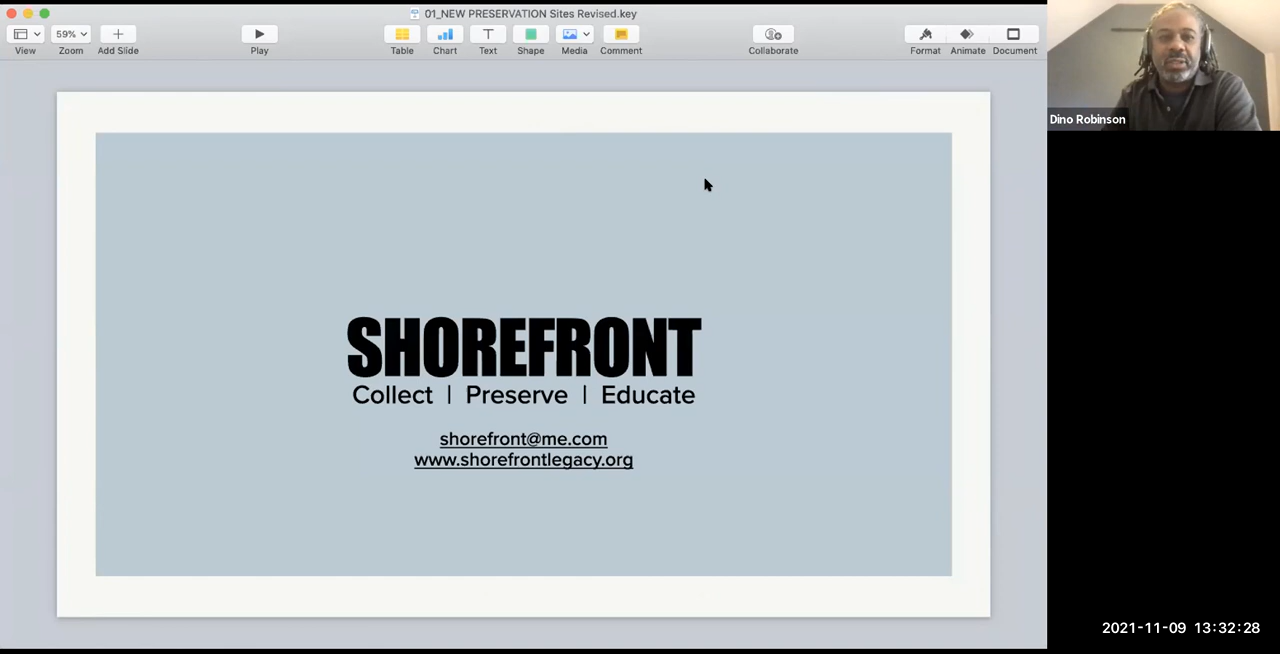 01_NEW PRESERVATION Sites Revised.key
59%
View Zoom Add Slide Play Table Chart Text Shape Media Comment Collaborate Format Animate Document
Dino Robinson
SHOREFRONT
Collect | Preserve | Educate
shorefront@me.com
www.shorefrontlegacy.org
2021-11-09 13:32:28